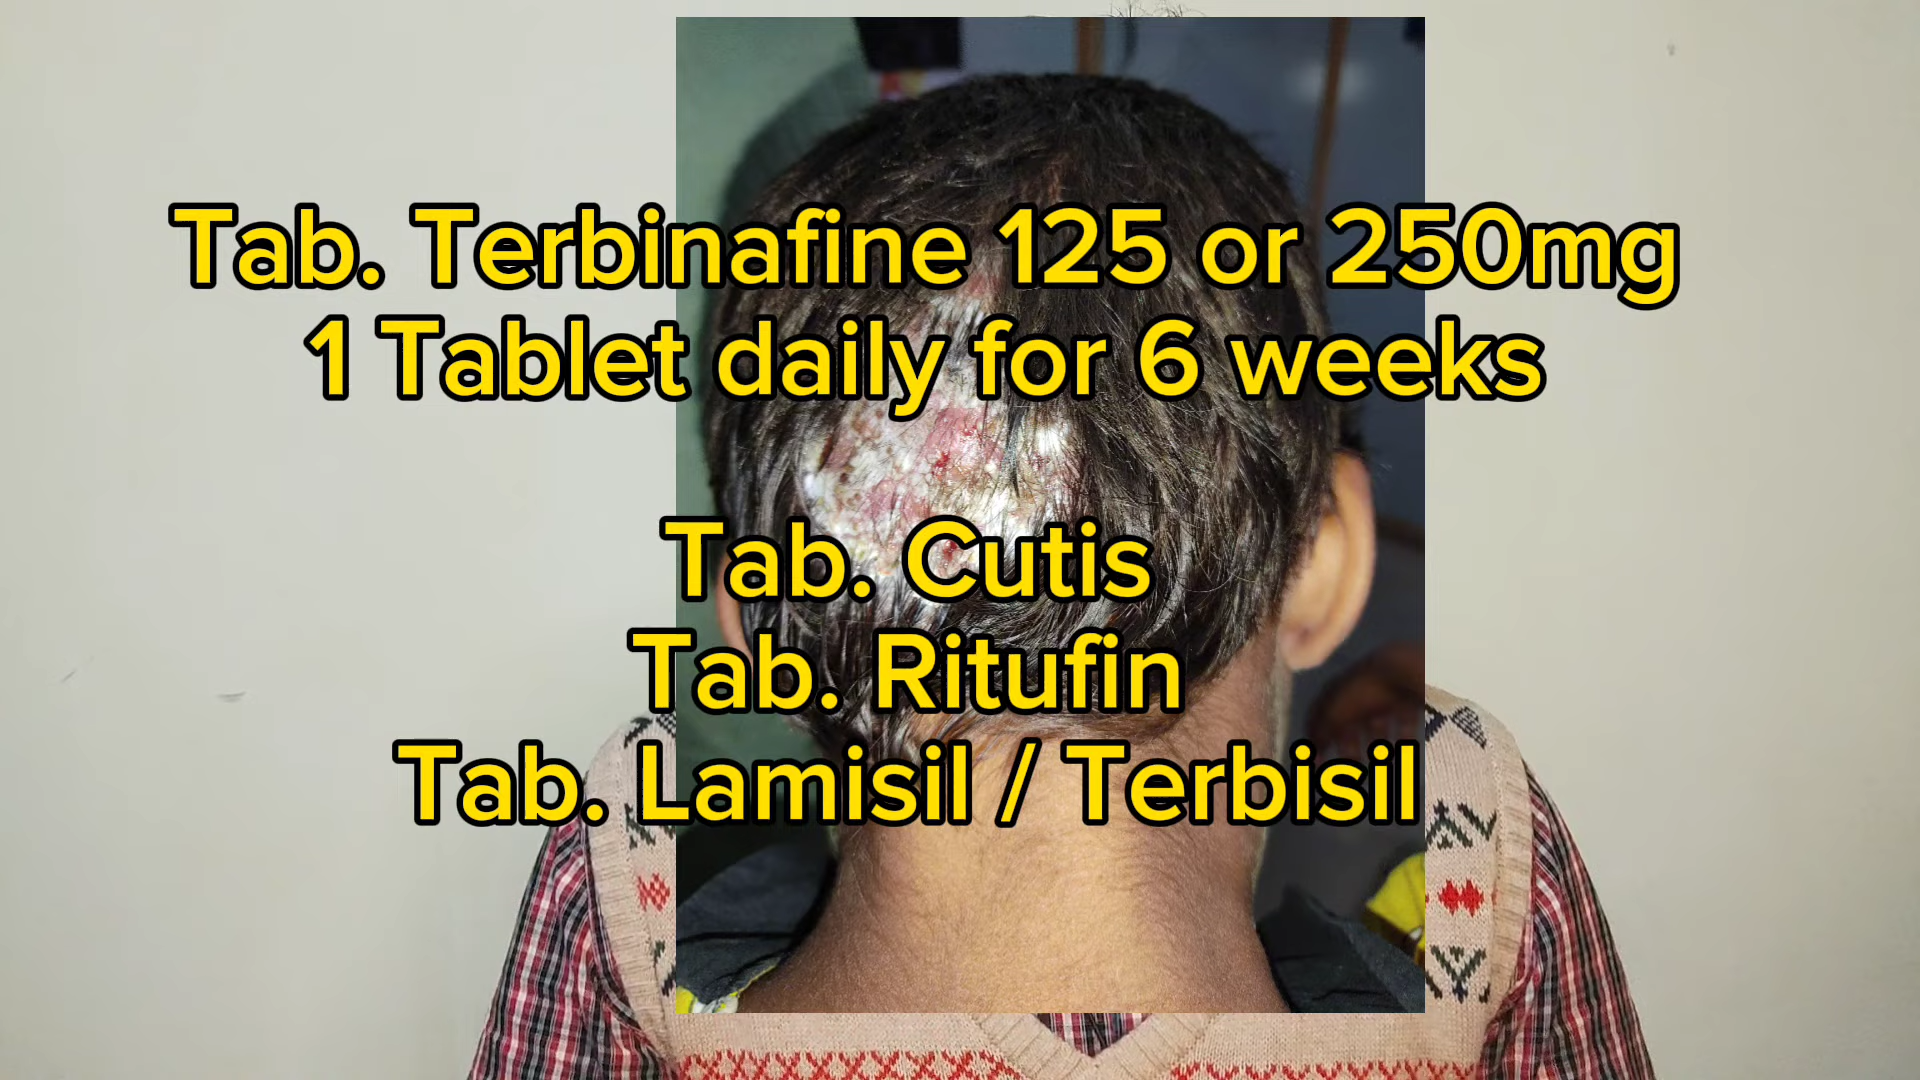 Tab. Terbinafine 125 or 250mg
1 Tablet daily for 6 weeks
Tab. Cutis
Tab. Ritufin
Tab. Lamisil / Terbisil